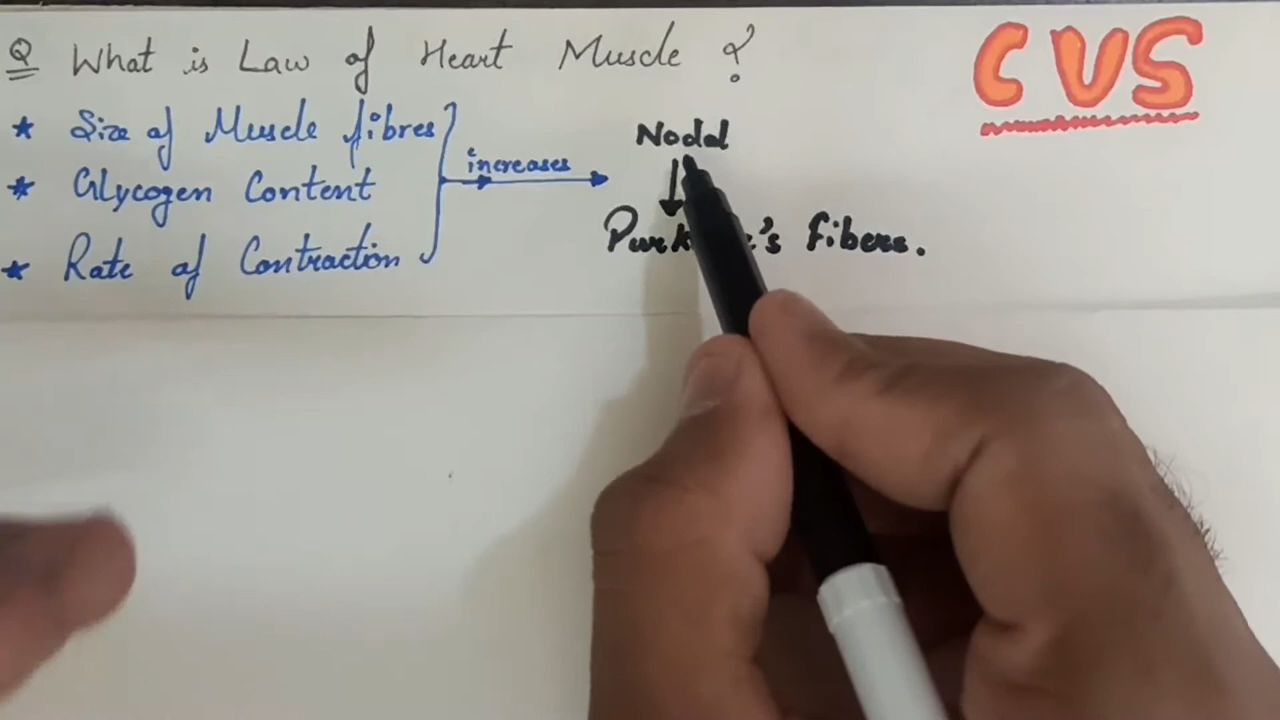 Q What is Law of Heart Muscle ?
CVS
* Size of Muscle fibres
* Glycogen Content
* Rate of Contraction
increases
Nodal
fibers.